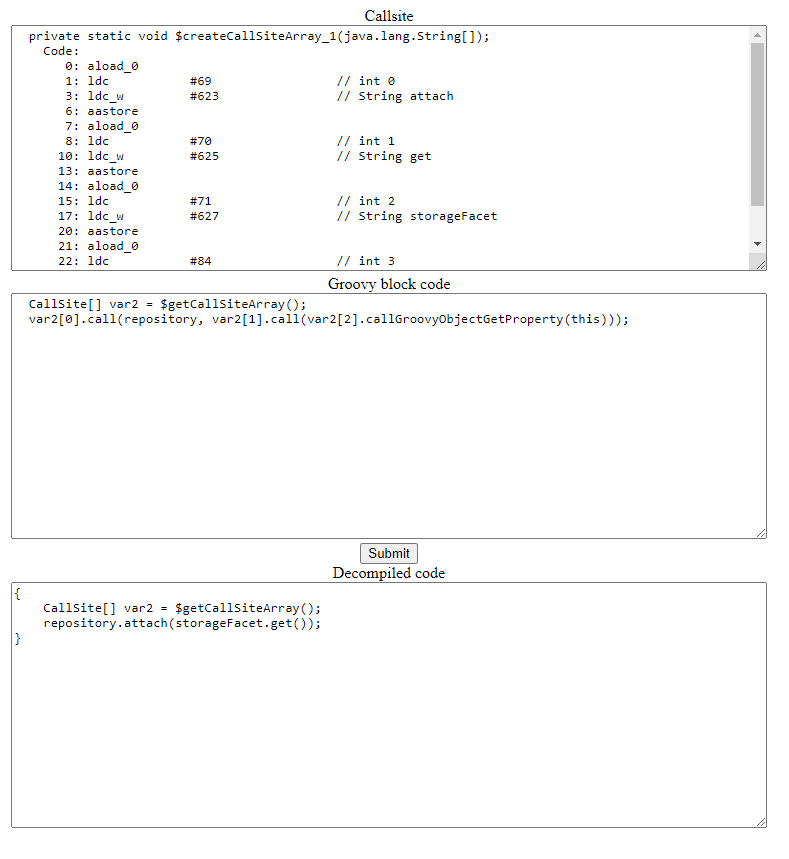 Callsite
private static void $createCallSiteArray_1(java.lang.String[]);
Code:
0: aload_0
1: ldc #69 // int 0
3: ldc_w #623 // String attach
6: aastore
7: aload_0
8: ldc #70 // int 1
10: ldc_w #625 // String get
13: aastore
14: aload_0
15: ldc #71 // int 2
17: ldc_w #627 // String storageFacet
20: aastore
21: aload_0
22: ldc #84 // int 3
Groovy block code
CallSite[] var2 = $getCallSiteArray();
var2[0].call(repository, var2[1].call(var2[2].callGroovyObjectGetProperty(this)));
Submit
Decompiled code
{
CallSite[] var2 = $getCallSiteArray();
repository.attach(storageFacet.get());
}